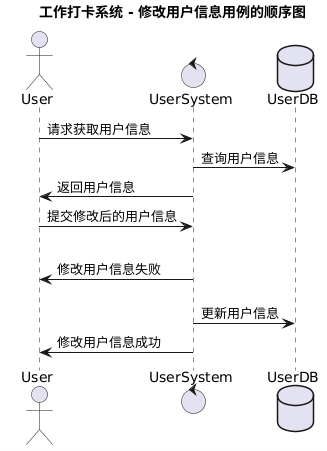 工作打卡系统 - 修改用户信息用例的顺序图
User
UserSystem
UserDB
请求获取用户信息
查询用户信息
返回用户信息
提交修改后的用户信息
修改用户信息失败
更新用户信息
修改用户信息成功
User
UserSystem
UserDB